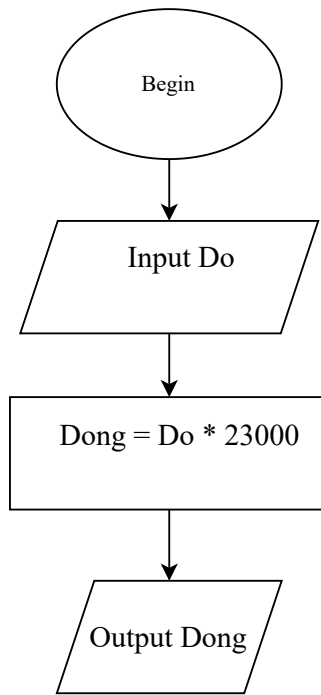 Begin
Input Do
Dong = Do * 23000
Output Dong